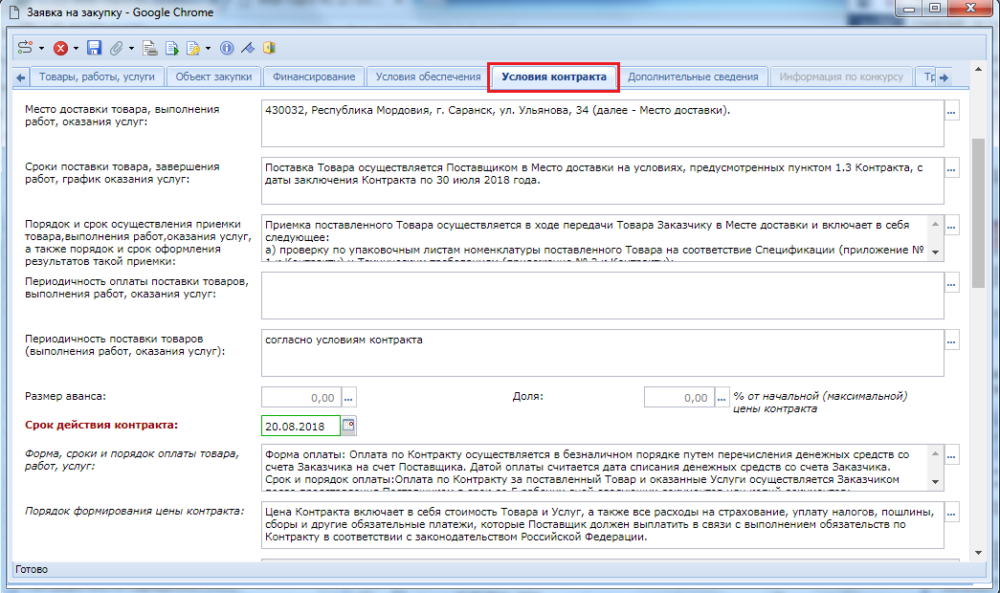 Заявка на закупку - Google Chrome
Товары, работы, услуги
Объект закупки
Финансирование
Условия обеспечения
Условия контракта
Дополнительные сведения
Информация по конкурсу
Место доставки товара, выполнения
работ, оказания услуг:
430032, Республика Мордовия, г. Саранск, ул. Ульянова, 34 (далее - Место доставки).
...
Сроки поставки товара, завершения
работ, график оказания услуг:
Поставка Товара осуществляется Поставщиком в Место доставки на условиях, предусмотренных пунктом 1.3 Контракта, с
даты заключения Контракта по 30 июля 2018 года.
...
Порядок и срок осуществления приемки
товара,выполнения работ,оказания услуг,
а также порядок и срок оформления
результатов такой приемки:
Приемка поставленного Товара осуществляется в ходе передачи Товара Заказчику в Месте доставки и включает в себя
следующее:
а) проверку по упаковочным листам номенклатуры поставленного Товара на соответствие Спецификации (приложение №
...
Периодичность оплаты поставки товаров,
выполнения работ, оказания услуг:
...
Периодичность поставки товаров
(выполнения работ, оказания услуг):
согласно условиям контракта
...
Размер аванса:
0,00 ...
Доля:
0,00 ...
% от начальной (максимальной)
цены контракта
Срок действия контракта:
20.08.2018
Форма, сроки и порядок оплаты товара,
работ, услуг:
Форма оплаты: Оплата по Контракту осуществляется в безналичном порядке путем перечисления денежных средств со
счета Заказчика на счет Поставщика. Датой оплаты считается дата списания денежных средств со счета Заказчика.
Срок и порядок оплаты:Оплата по Контракту за поставленный Товар и оказанные Услуги осуществляется Заказчиком
...
Порядок формирования цены контракта:
Цена Контракта включает в себя стоимость Товара и Услуг, а также все расходы на страхование, уплату налогов, пошлины,
сборы и другие обязательные платежи, которые Поставщик должен выплатить в связи с выполнением обязательств по
Контракту в соответствии с законодательством Российской Федерации.
...
Готово